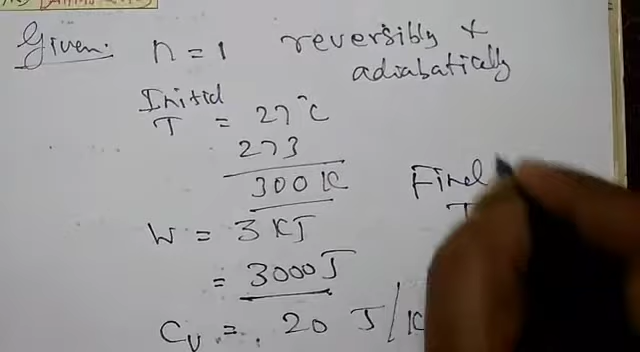 Given. n = 1 reversibly &
adiabatically
Initial
T = 27°C
273
300 K
Final
T
W = 3 KJ
= 3000 J
Cv = . 20 J/K